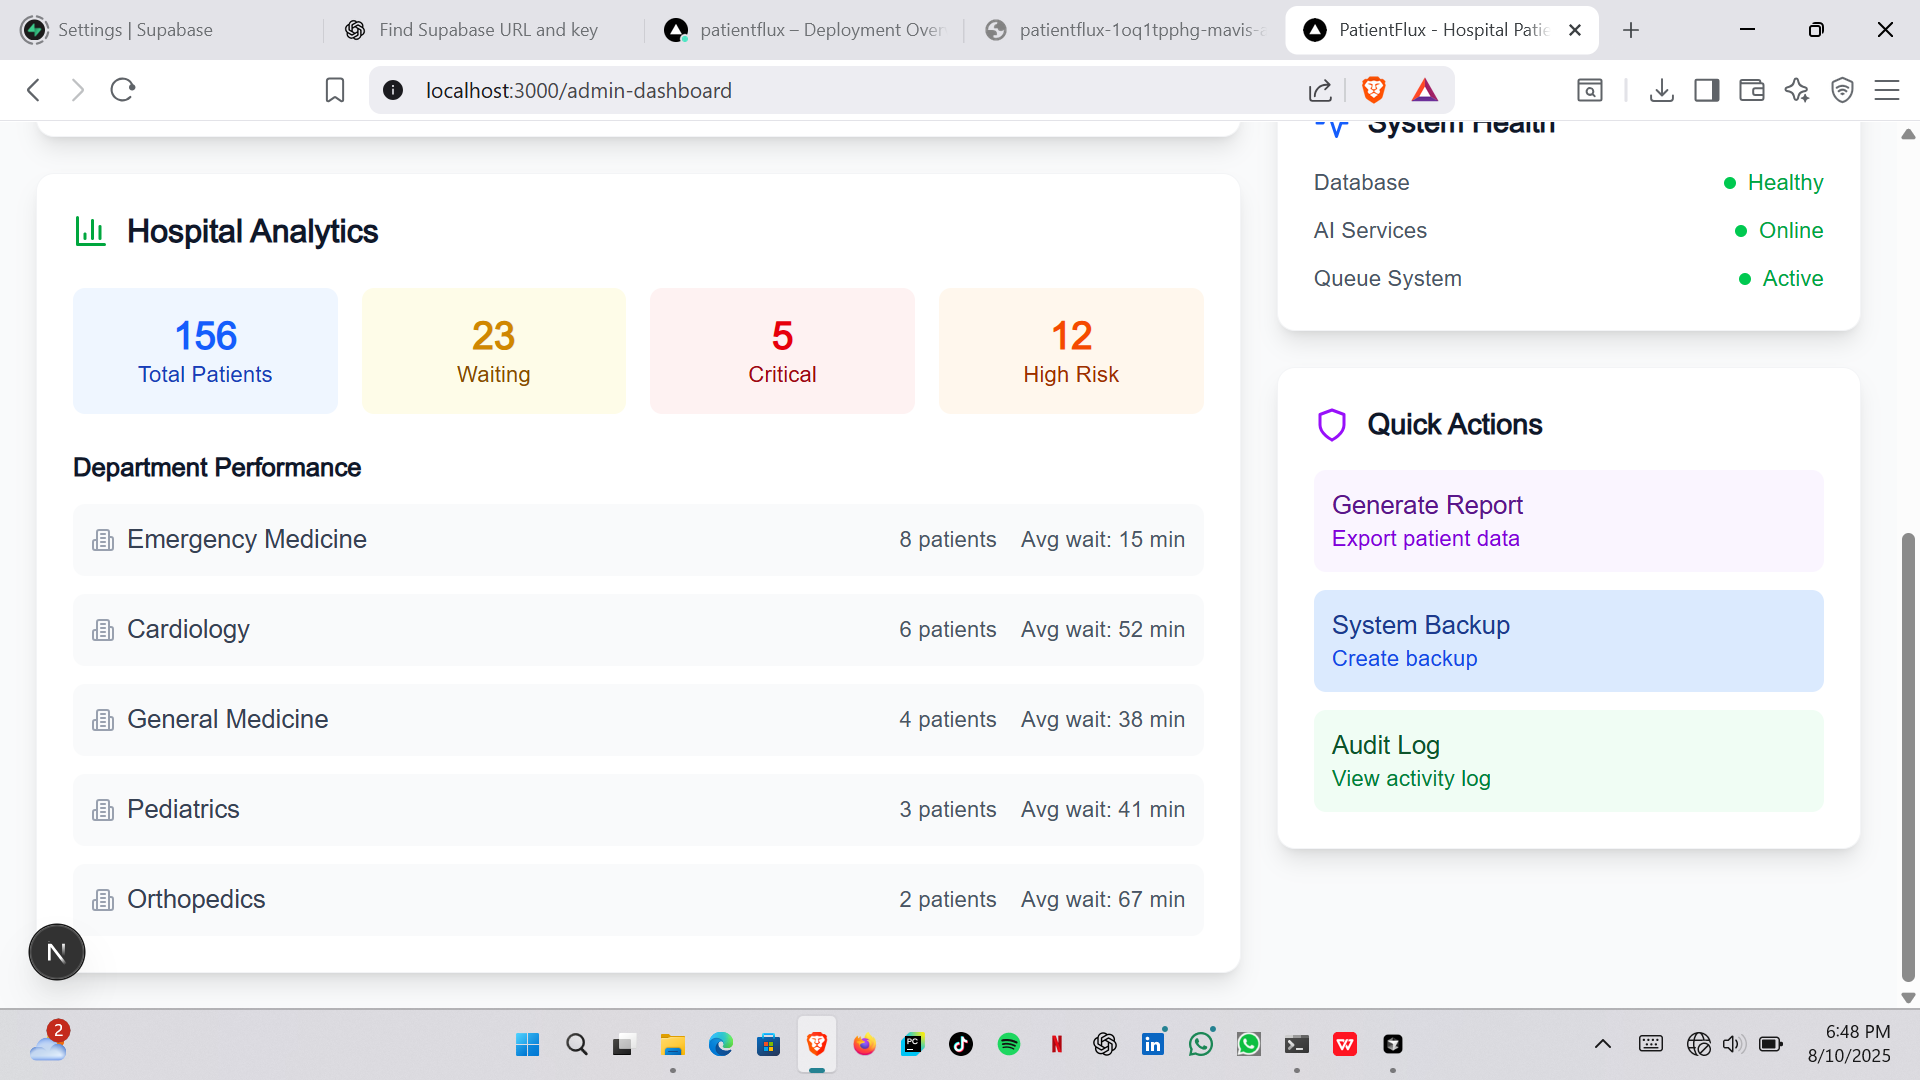 Settings | Supabase
Find Supabase URL and key
patientflux – Deployment Over
patientflux-1oq1tpphg-mavis-a
PatientFlux - Hospital Patie
localhost:3000/admin-dashboard
Hospital Analytics
156
Total Patients
23
Waiting
5
Critical
12
High Risk
Department Performance
Emergency Medicine
8 patients Avg wait: 15 min
Cardiology
6 patients Avg wait: 52 min
General Medicine
4 patients Avg wait: 38 min
Pediatrics
3 patients Avg wait: 41 min
Orthopedics
2 patients Avg wait: 67 min
System Health
Database Healthy
AI Services Online
Queue System Active
Quick Actions
Generate Report
Export patient data
System Backup
Create backup
Audit Log
View activity log
N
2
PC
N
in
W
6:48 PM
8/10/2025